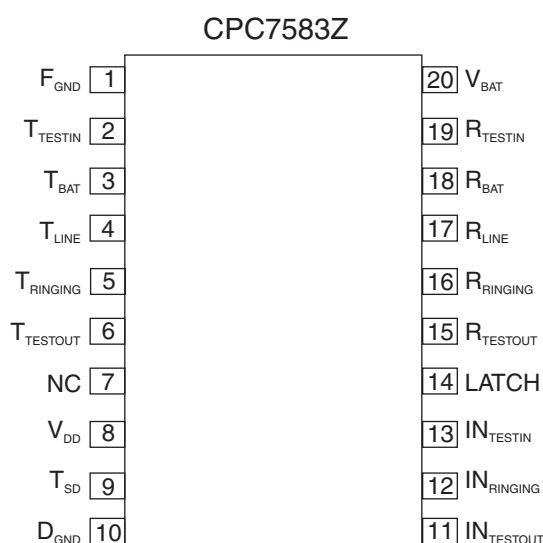 CPC7583Z
F_GND 1 20 V_BAT
T_TESTIN 2 19 R_TESTIN
T_BAT 3 18 R_BAT
T_LINE 4 17 R_LINE
T_RINGING 5 16 R_RINGING
T_TESTOUT 6 15 R_TESTOUT
NC 7 14 LATCH
V_DD 8 13 IN_TESTIN
T_SD 9 12 IN_RINGING
D_GND 10 11 IN_TESTOUT